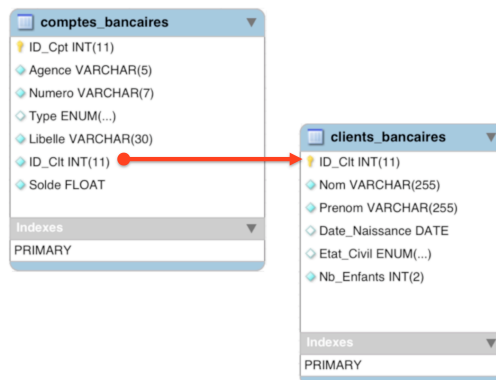 comptes_bancaires
ID_Cpt INT(11)
Agence VARCHAR(5)
Numero VARCHAR(7)
Type ENUM(...)
Libelle VARCHAR(30)
ID_Clt INT(11)
Solde FLOAT
Indexes
PRIMARY
clients_bancaires
ID_Clt INT(11)
Nom VARCHAR(255)
Prenom VARCHAR(255)
Date_Naissance DATE
Etat_Civil ENUM(...)
Nb_Enfants INT(2)
Indexes
PRIMARY